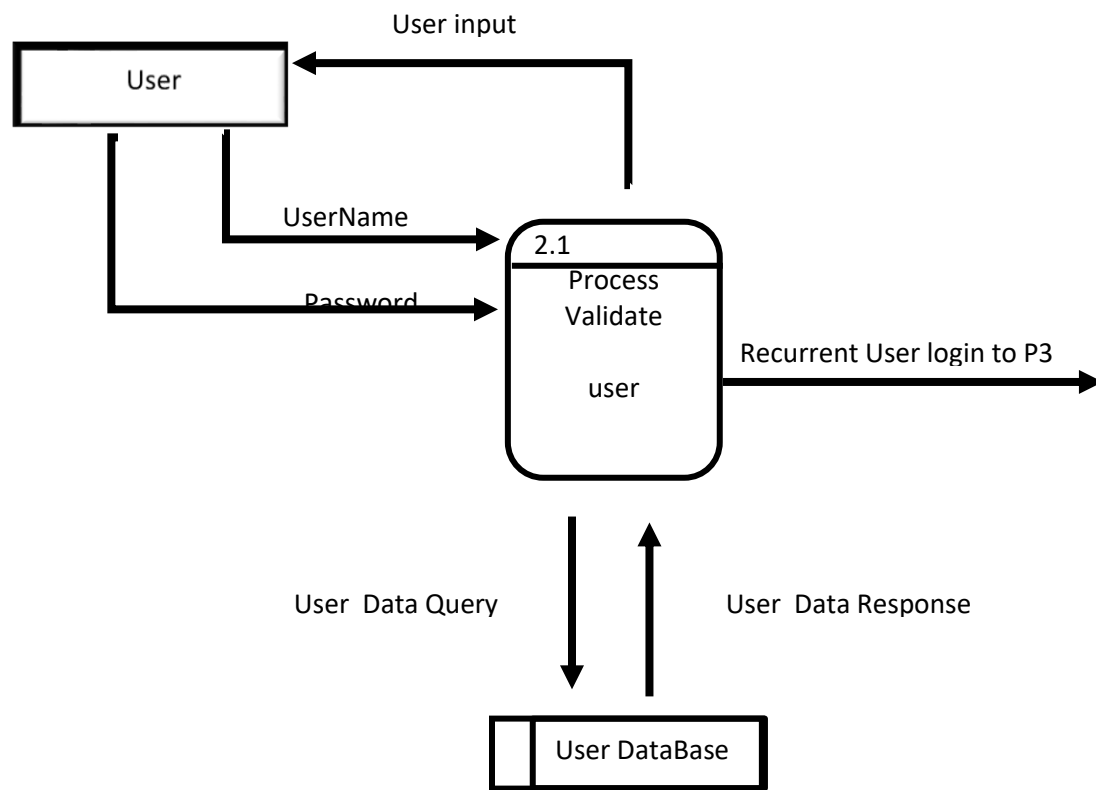 User input
User
UserName
2.1
Process
Validate
user
Password
Recurrent User login to P3
User Data Query
User Data Response
User DataBase